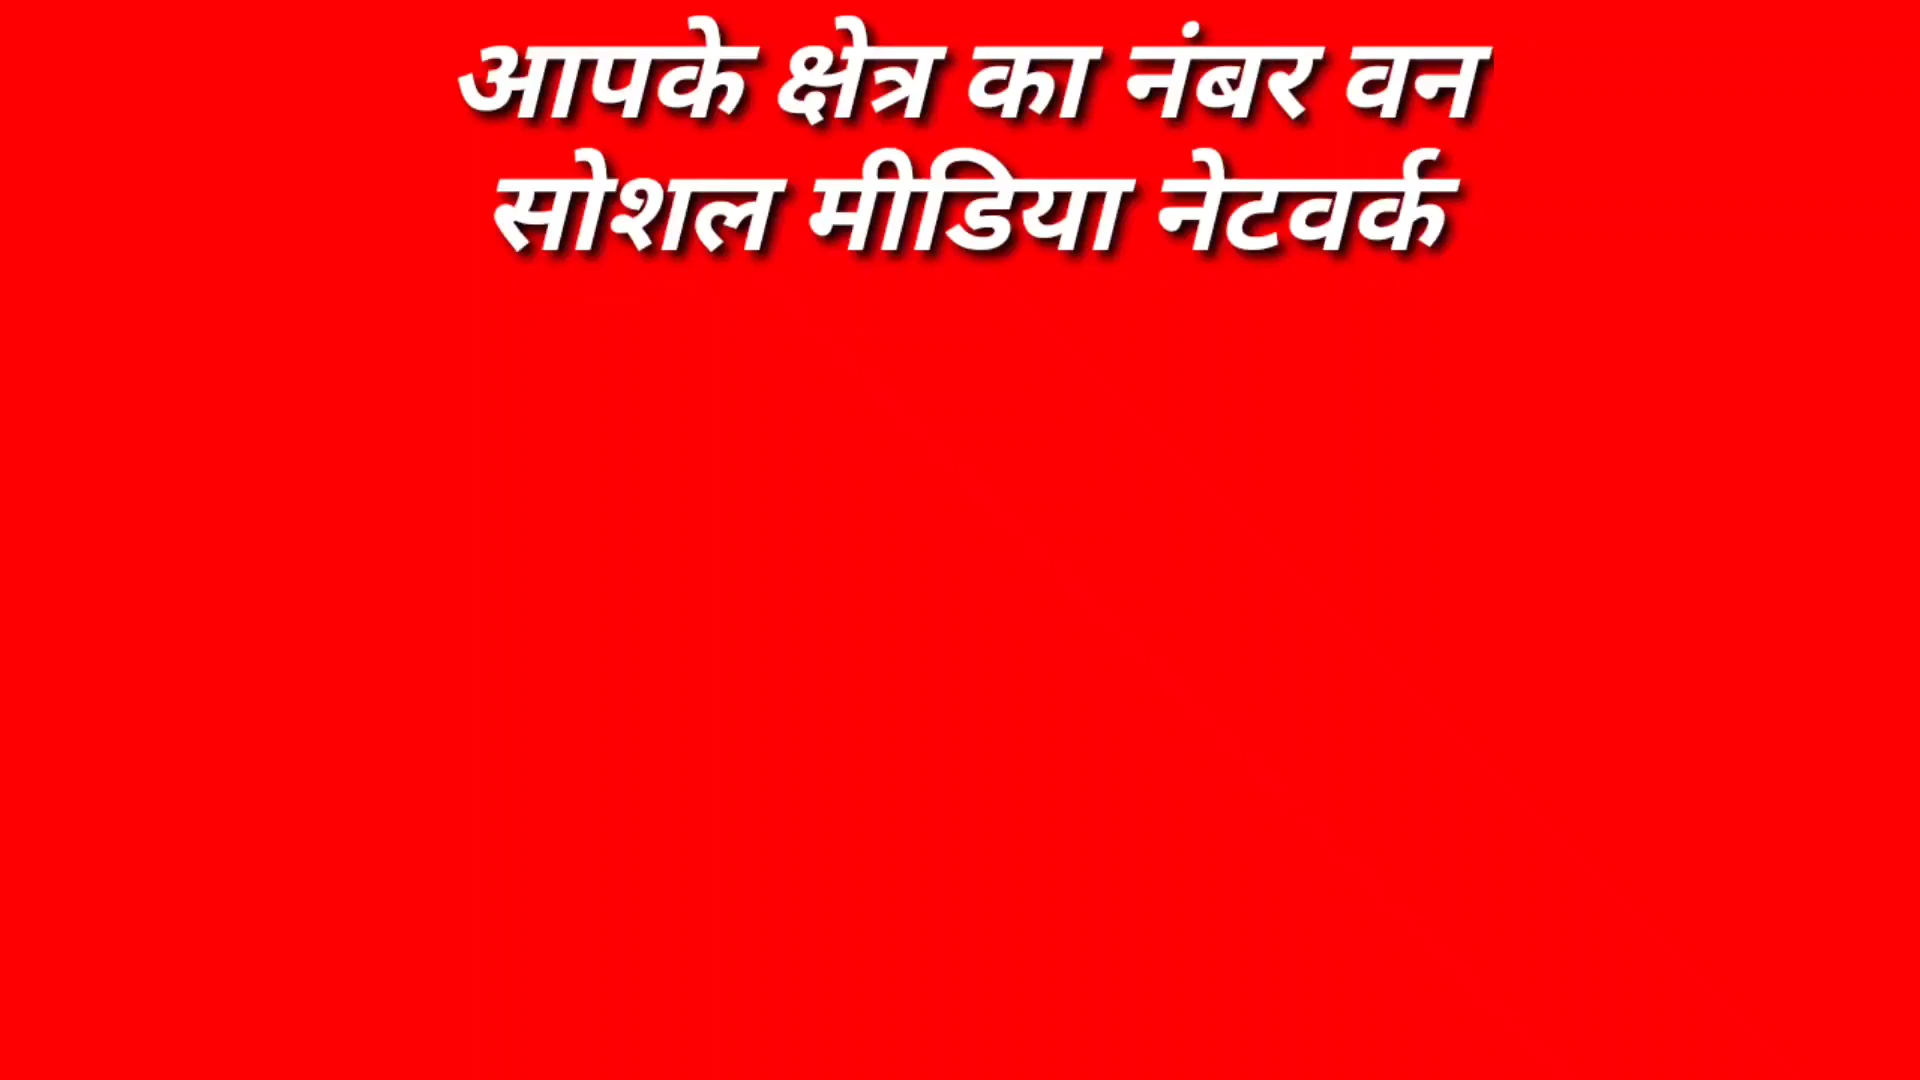 आपके क्षेत्र का नंबर वन
सोशल मीडिया नेटवर्क